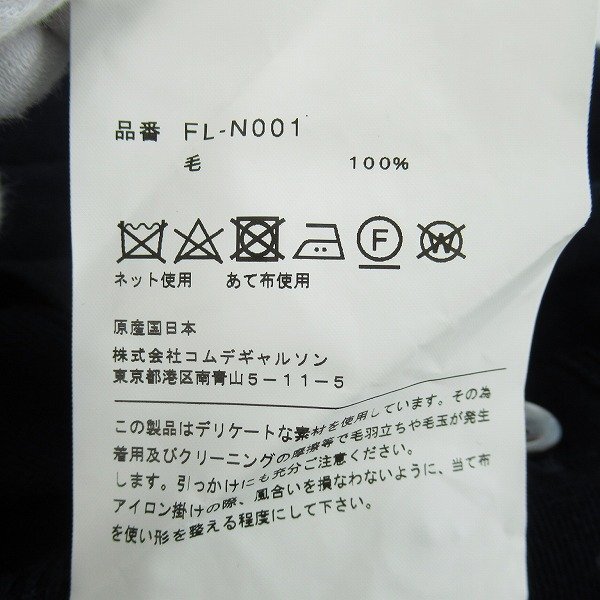 品番 FL-N001
毛 100%
F W
ネット使用 あて布使用
原産国日本
株式会社コムデギャルソン
東京都港区南青山5-11-5
この製品はデリケートな素材を使用しています。その為
着用及びクリーニングの摩擦等で毛羽立ちや毛玉が発生
します。引っかけにも充分ご注意ください。
アイロン掛けの際、風合いを損なわないように、当て布
を使い形を整える程度にして下さい。